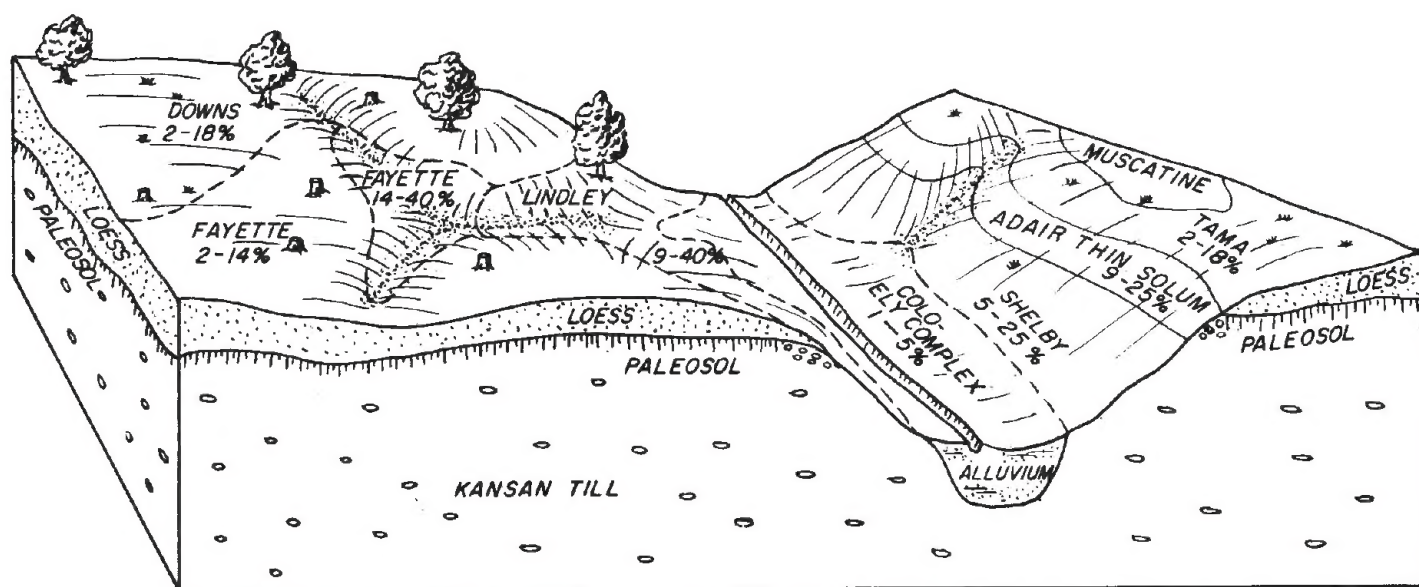 DOWNS
2-18%
FAYETTE
14-40%
LINDLEY
FAYETTE
2-14%
9-40%
MUSCATINE
TAMA
2-18%
ADAIR THIN SOLUM
9-25%
SHELBY
5-25%
COLO-
ELY COMPLEX
1-5%
LOESS
PALEOSOL
LOESS
PALEOSOL
LOESS
PALEOSOL
ALLUVIUM
KANSAN TILL